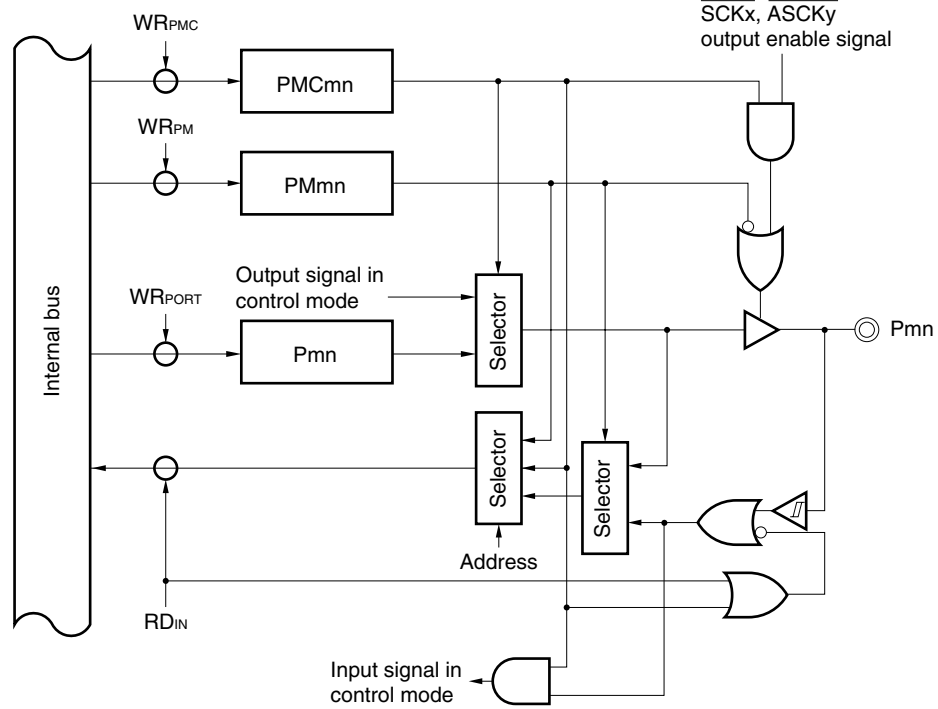 WRPMC
SCKx, ASCKy
output enable signal
PMCmn
WRPM
PMmn
Output signal in
control mode
WRPORT
Pmn
Selector
Pmn
Internal bus
Selector
Selector
Address
RDIN
Input signal in
control mode